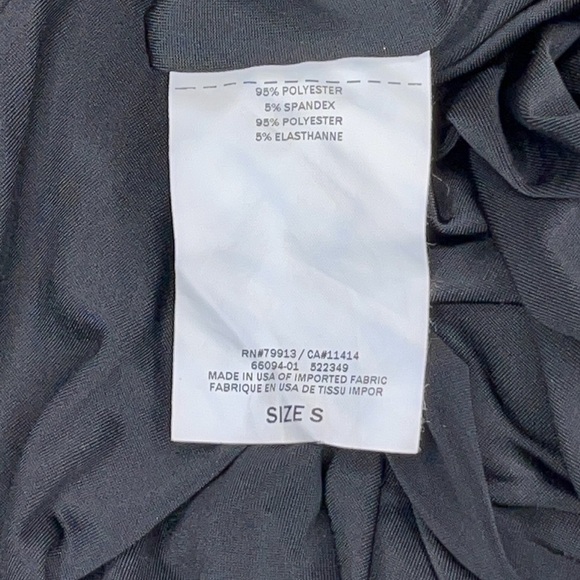 95% POLYESTER
5% SPANDEX
95% POLYESTER
5% ELASTHANNE
RN#79913 / CA#11414
66094-01 522349
MADE IN USA OF IMPORTED FABRIC
FABRIQUE EN USA DE TISSU IMPOR
SIZE S